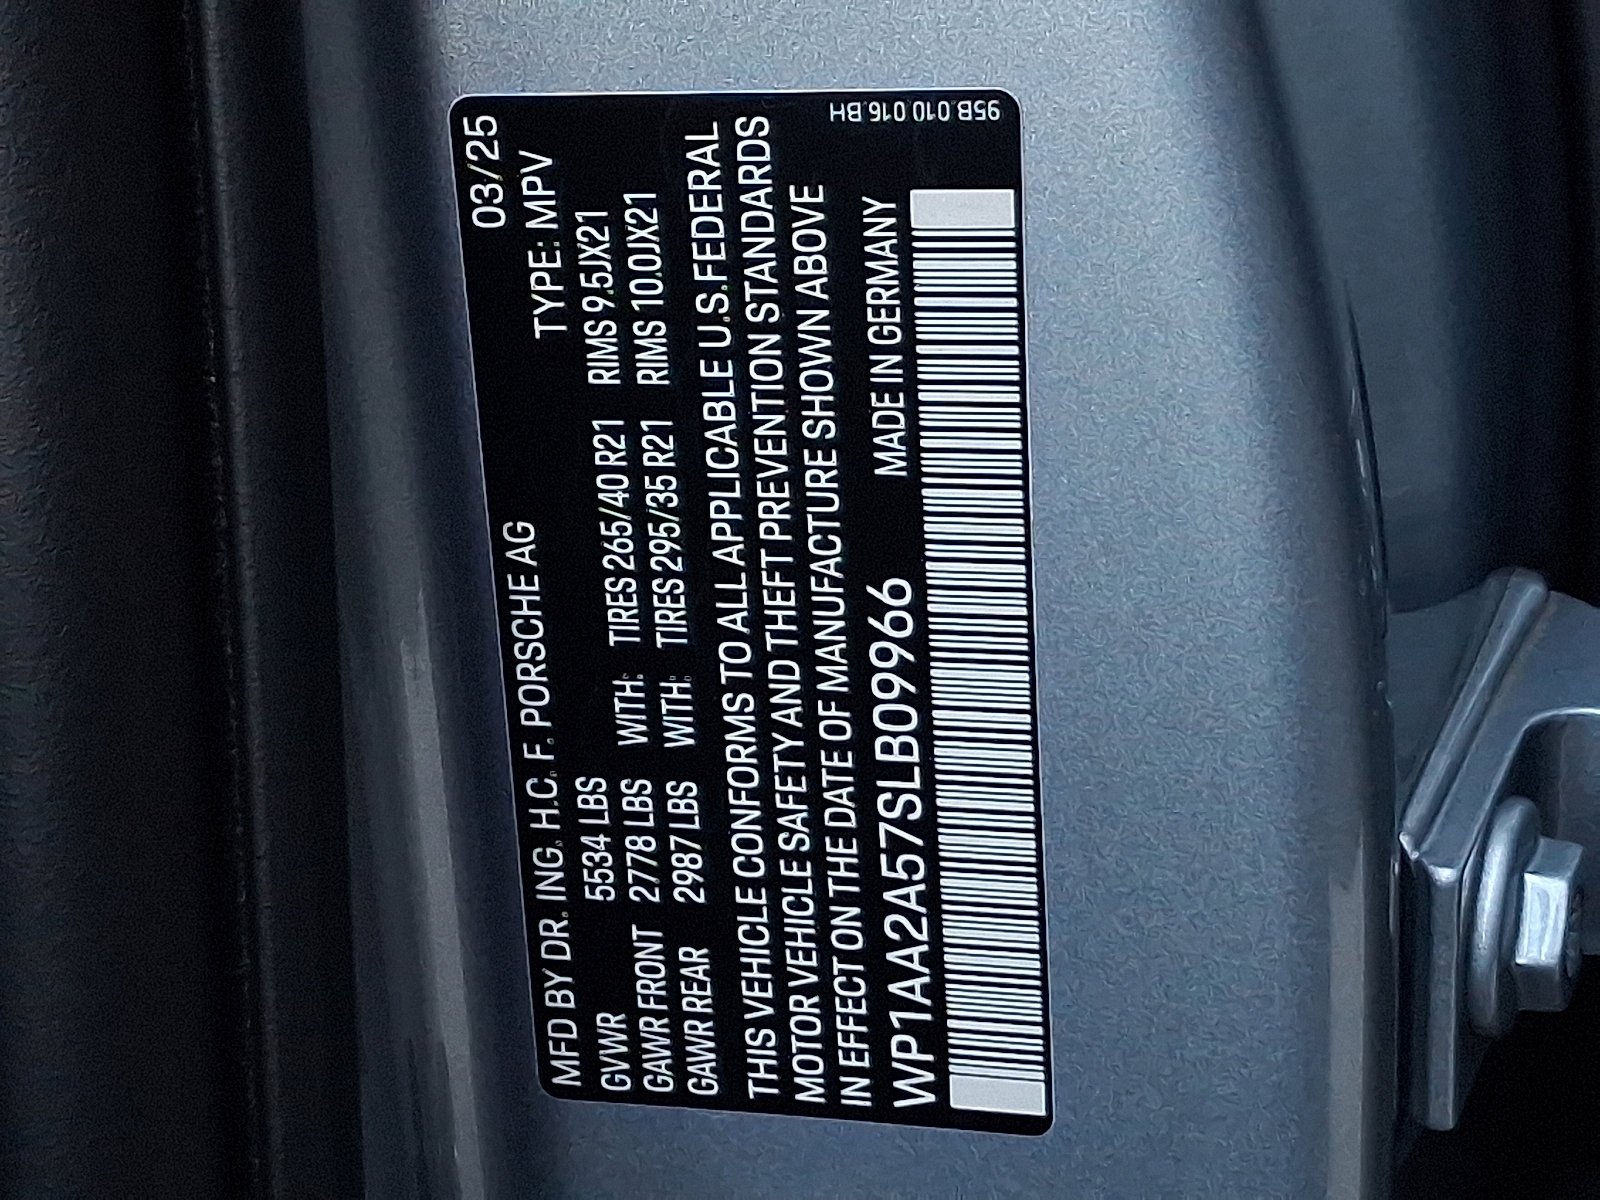 03/25
MFD BY DR. ING. H.C. F. PORSCHE AG TYPE: MPV
GVWR 5534 LBS WITH: TIRES 265/40 R21 RIMS 9.5JX21
GAWR FRONT 2778 LBS WITH: TIRES 295/35 R21 RIMS 10.0JX21
GAWR REAR 2987 LBS
THIS VEHICLE CONFORMS TO ALL APPLICABLE U.S.FEDERAL
MOTOR VEHICLE SAFETY AND THEFT PREVENTION STANDARDS
IN EFFECT ON THE DATE OF MANUFACTURE SHOWN ABOVE
WP1AA2A57SLB09966 MADE IN GERMANY
95B.010.016.BH